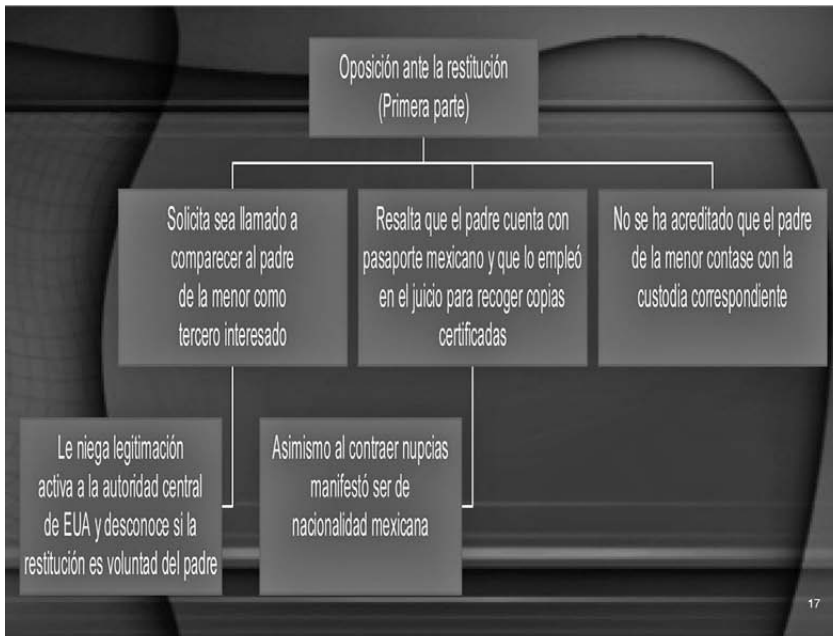 Oposición ante la restitución
(Primera parte)
Solicita sea llamado a
comparecer al padre
de la menor como
tercero interesado
Resalta que el padre cuenta con
pasaporte mexicano y que lo empleó
en el juicio para recoger copias
certificadas
No se ha acreditado que el padre
de la menor contase con la
custodia correspondiente
Le niega legitimación
activa a la autoridad central
de EUA y desconoce si la
restitución es voluntad del padre
Asimismo al contraer nupcias
manifestó ser de
nacionalidad mexicana
17